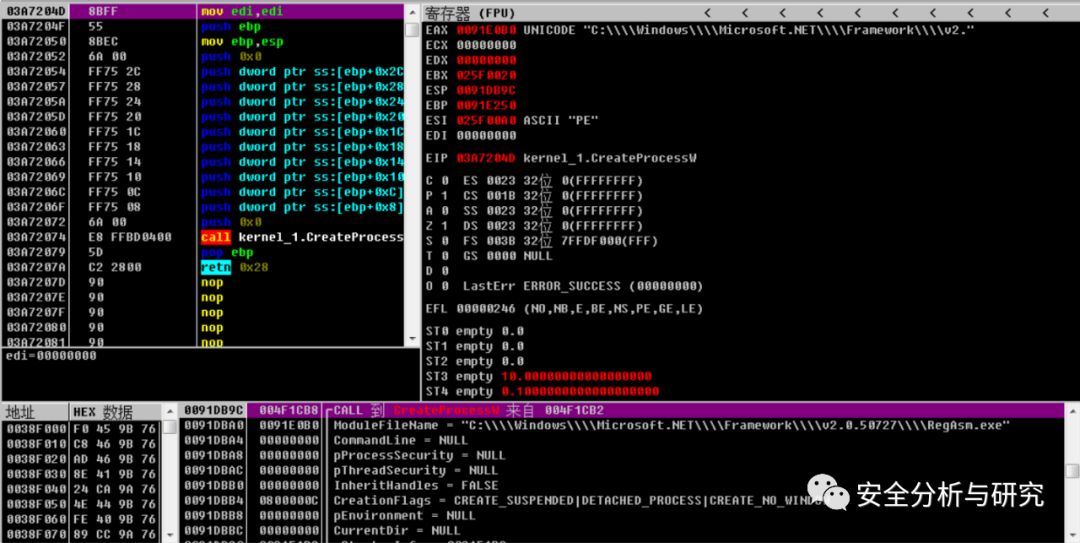 03A7204D 8BFF mov edi,edi
03A7204F 55 push ebp
03A72050 8BEC mov ebp,esp
03A72052 6A 00 push 0x0
03A72054 FF75 2C push dword ptr ss:[ebp+0x2C
03A72057 FF75 28 push dword ptr ss:[ebp+0x28
03A7205A FF75 24 push dword ptr ss:[ebp+0x24
03A7205D FF75 20 push dword ptr ss:[ebp+0x20
03A72060 FF75 1C push dword ptr ss:[ebp+0x1C
03A72063 FF75 18 push dword ptr ss:[ebp+0x18
03A72066 FF75 14 push dword ptr ss:[ebp+0x14
03A72069 FF75 10 push dword ptr ss:[ebp+0x10
03A7206C FF75 0C push dword ptr ss:[ebp+0xC]
03A7206F FF75 08 push dword ptr ss:[ebp+0x8]
03A72072 6A 00 push 0x0
03A72074 E8 FFBD0400 call kernel_1.CreateProcess
03A72079 5D pop ebp
03A7207A C2 2800 retn 0x28
03A7207D 90 nop
03A7207E 90 nop
03A7207F 90 nop
03A72080 90 nop
03A72081 90 nop
edi=00000000
寄存器 (FPU) < < < < < < < < < <
EAX 0091E0B0 UNICODE "C:\\\\Windows\\\\Microsoft.NET\\\\Framework\\\\v2."
ECX 00000000
EDX 00000000
EBX 025F0020
ESP 0091DB9C
EBP 0091E250
ESI 025F00A0 ASCII "PE"
EDI 00000000
EIP 03A7204D kernel_1.CreateProcessW
C 0 ES 0023 32位 0(FFFFFFFF)
P 1 CS 001B 32位 0(FFFFFFFF)
A 0 SS 0023 32位 0(FFFFFFFF)
Z 1 DS 0023 32位 0(FFFFFFFF)
S 0 FS 003B 32位 7FFDF000(FFF)
T 0 GS 0000 NULL
D 0
O 0 LastErr ERROR_SUCCESS (00000000)
EFL 00000246 (NO,NB,E,BE,NS,PE,GE,LE)
ST0 empty 0.0
ST1 empty 0.0
ST2 empty 0.0
ST3 empty 10.000000000000000000
ST4 empty 0.1000000000000000000
地址 HEX 数据
0038F000 F0 45 9B 76
0038F010 C8 46 9B 76
0038F020 AD 46 9B 76
0038F030 8E 41 9B 76
0038F040 24 CA 9A 76
0038F050 4E 44 9B 76
0038F060 FE 40 9B 76
0038F070 89 CC 9A 76
0091DB9C 004F1CB8 CALL 到 CreateProcessW 来自 004F1CB2
0091DBA0 0091E0B0 ModuleFileName = "C:\\\\Windows\\\\Microsoft.NET\\\\Framework\\\\v2.0.50727\\\\RegAsm.exe"
0091DBA4 00000000 CommandLine = NULL
0091DBA8 00000000 pProcessSecurity = NULL
0091DBAC 00000000 pThreadSecurity = NULL
0091DBB0 00000000 InheritHandles = FALSE
0091DBB4 0800000C CreationFlags = CREATE_SUSPENDED|DETACHED_PROCESS|CREATE_NO_WINDOW
0091DBB8 00000000 pEnvironment = NULL
0091DBBC 00000000 CurrentDir = NULL
安全分析与研究